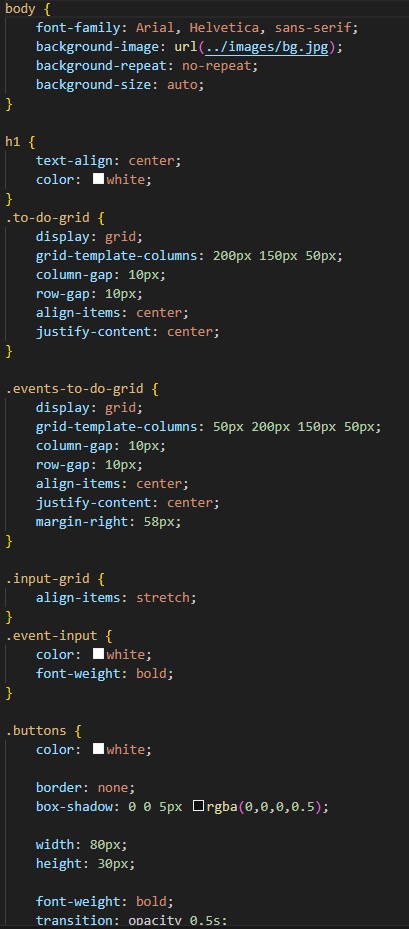 body {
    font-family: Arial, Helvetica, sans-serif;
    background-image: url(../images/bg.jpg);
    background-repeat: no-repeat;
    background-size: auto;
}

h1 {
    text-align: center;
    color: white;
}
.to-do-grid {
    display: grid;
    grid-template-columns: 200px 150px 50px;
    column-gap: 10px;
    row-gap: 10px;
    align-items: center;
    justify-content: center;
}

.events-to-do-grid {
    display: grid;
    grid-template-columns: 50px 200px 150px 50px;
    column-gap: 10px;
    row-gap: 10px;
    align-items: center;
    justify-content: center;
    margin-right: 58px;
}

.input-grid {
    align-items: stretch;
}
.event-input {
    color: white;
    font-weight: bold;
}

.buttons {
    color: white;

    border: none;
    box-shadow: 0 0 5px rgba(0,0,0,0.5);

    width: 80px;
    height: 30px;

    font-weight: bold;
    transition: opacity 0.5s;